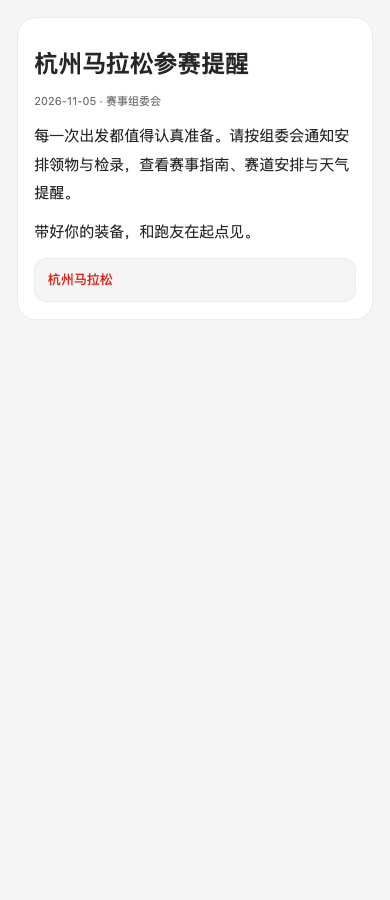 杭州马拉松参赛提醒
2026-11-05 · 赛事组委会
每一次出发都值得认真准备。请按组委会通知安
排领物与检录，查看赛事指南、赛道安排与天气
提醒。
带好你的装备，和跑友在起点见。
杭州马拉松